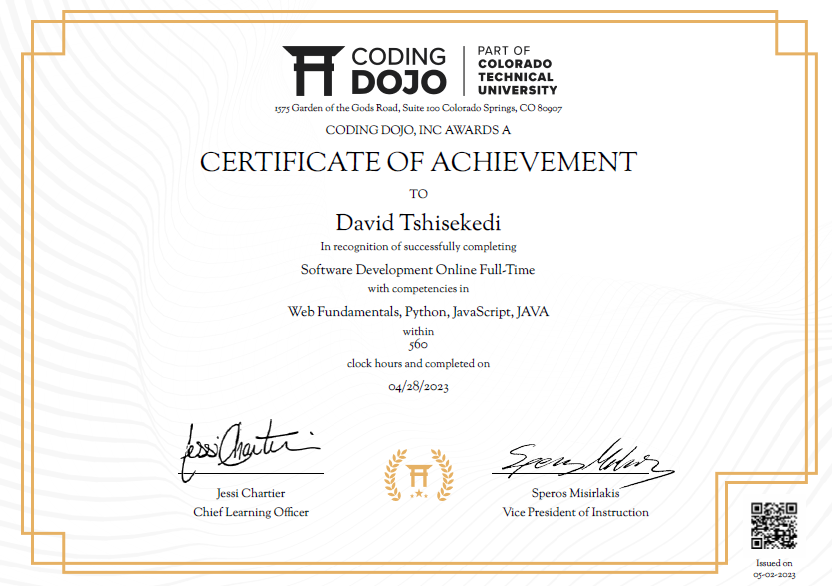 CODING
DOJO
PART OF
COLORADO
TECHNICAL
UNIVERSITY
1575 Garden of the Gods Road, Suite 100 Colorado Springs, CO 80907
CODING DOJO, INC AWARDS A
CERTIFICATE OF ACHIEVEMENT
TO
David Tshisekedi
In recognition of successfully completing
Software Development Online Full-Time
with competencies in
Web Fundamentals, Python, JavaScript, JAVA
within
560
clock hours and completed on
04/28/2023
Jessi Chartier
Jessi Chartier
Chief Learning Officer
Speros Misirlakis
Vice President of Instruction
Issued on
05-02-2023